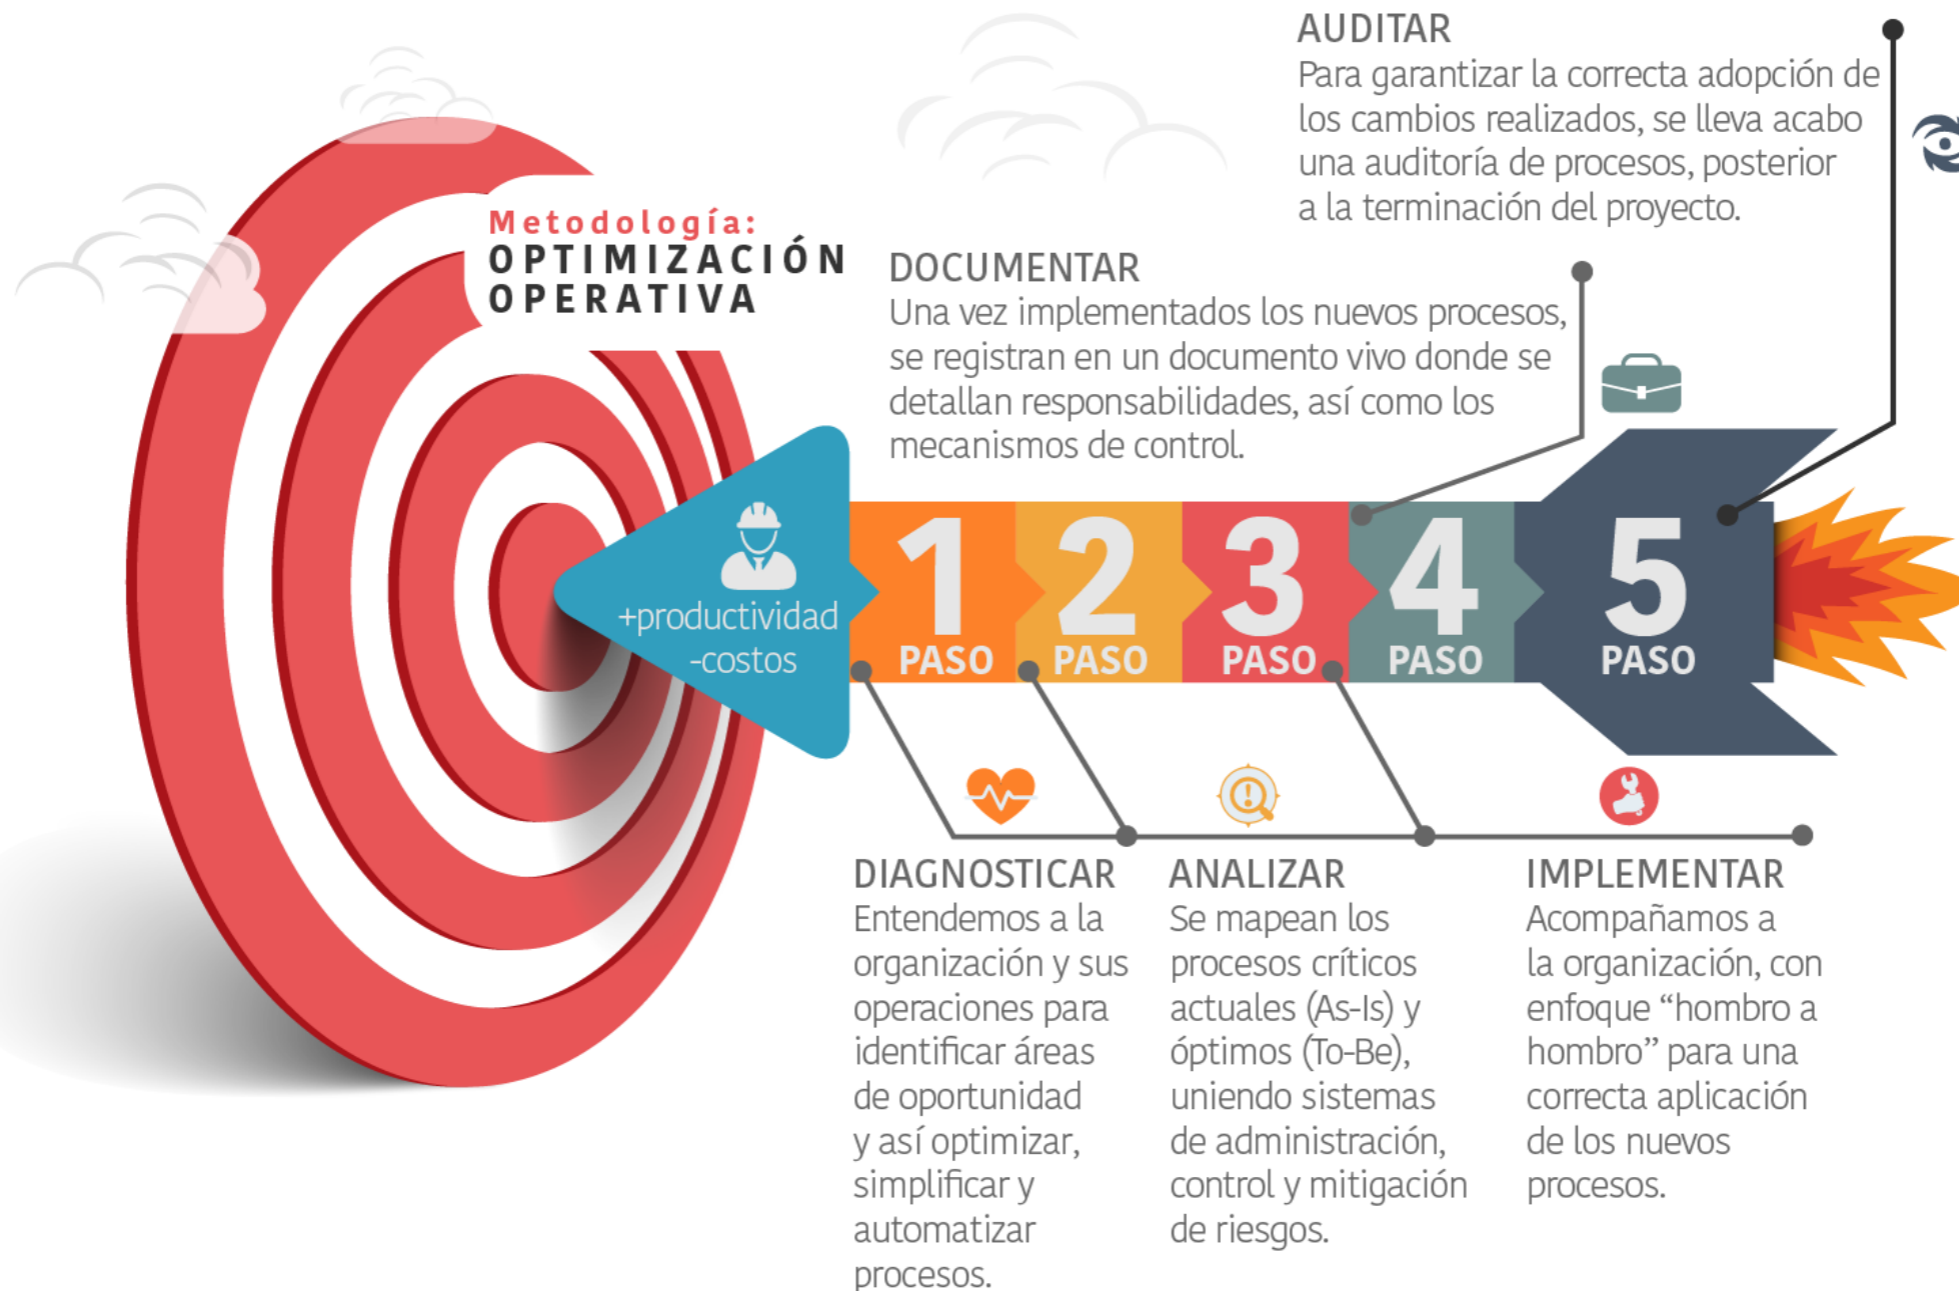 Metodología:
OPTIMIZACIÓN
OPERATIVA
AUDITAR
Para garantizar la correcta adopción de
los cambios realizados, se lleva acabo
una auditoría de procesos, posterior
a la terminación del proyecto.
DOCUMENTAR
Una vez implementados los nuevos procesos,
se registran en un documento vivo donde se
detallan responsabilidades, así como los
mecanismos de control.
+productividad
-costos
1
PASO
2
PASO
3
PASO
4
PASO
5
PASO
DIAGNOSTICAR
Entendemos a la
organización y sus
operaciones para
identificar áreas
de oportunidad
y así optimizar,
simplificar y
automatizar
procesos.
ANALIZAR
Se mapean los
procesos críticos
actuales (As-Is) y
óptimos (To-Be),
uniendo sistemas
de administración,
control y mitigación
de riesgos.
IMPLEMENTAR
Acompañamos a
la organización, con
enfoque “hombro a
hombro” para una
correcta aplicación
de los nuevos
procesos.